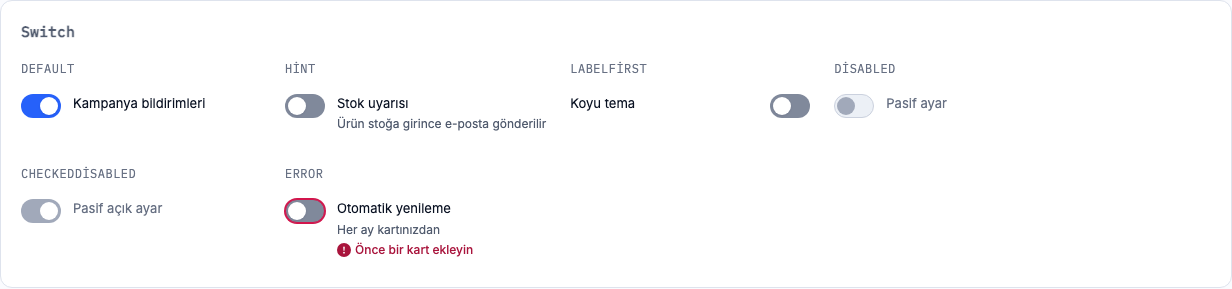 Switch
DEFAULT
HİNT
LABELFİRST
DİSABLED
Kampanya bildirimleri
Stok uyarısı
Ürün stoğa girince e-posta gönderilir
Koyu tema
Pasif ayar
CHECKEDDİSABLED
ERROR
Pasif açık ayar
Otomatik yenileme
Her ay kartınızdan
Önce bir kart ekleyin